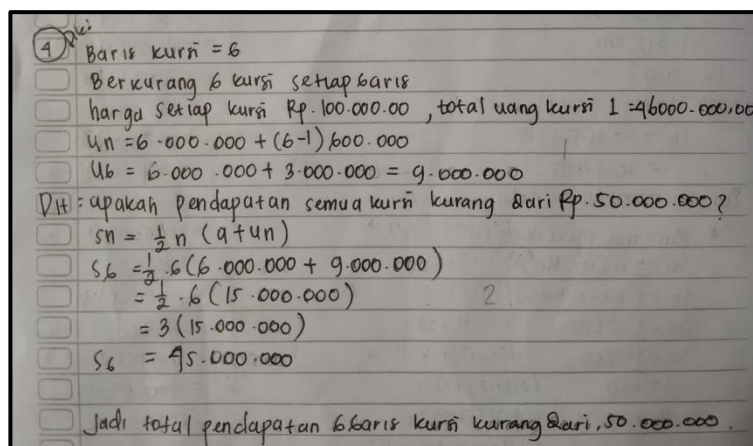 4 Dik:
Baris kursi = 6
Berkurang 6 kursi setiap baris
harga setiap kursi Rp. 100.000.00 , total uang kursi 1 = 46000.000,00
Un = 6.000.000 + (6-1) 600.000
U6 = 6.000.000 + 3.000.000 = 9.000.000
Dit : apakah pendapatan semua kursi kurang dari Rp. 50.000.000 ?
Sn = 1/2 n (a + un)
S6 = 1/2 . 6 (6.000.000 + 9.000.000)
= 1/2 . 6 (15.000.000) 2
= 3 (15.000.000)
S6 = 45.000.000
Jadi total pendapatan 6 baris kursi kurang dari, 50.000.000.